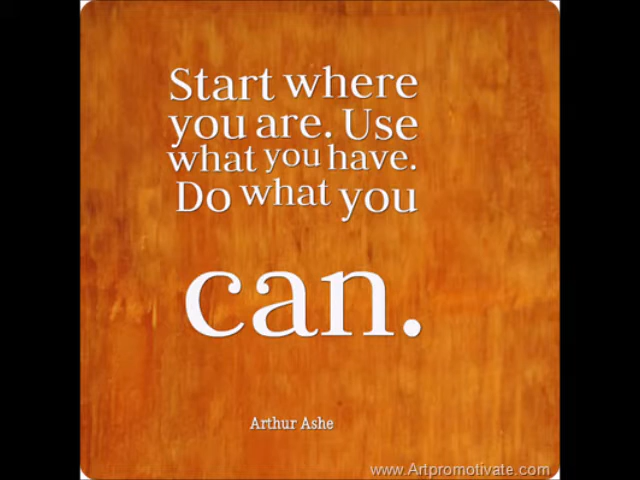 Start where
you are. Use
what you have.
Do what you
can.
Arthur Ashe
www.Artpromotivate.com